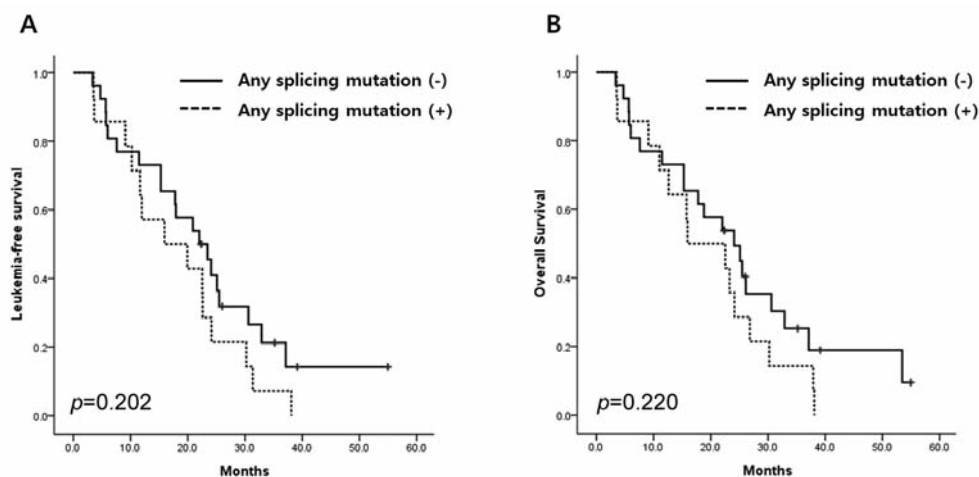 A
Any splicing mutation (-)
Any splicing mutation (+)
Leukemia-free survival
1.0
0.8
0.6
0.4
0.2
0.0
p=0.202
0.0 10.0 20.0 30.0 40.0 50.0 60.0
Months
B
Any splicing mutation (-)
Any splicing mutation (+)
Overall Survival
1.0
0.8
0.6
0.4
0.2
0.0
p=0.220
0.0 10.0 20.0 30.0 40.0 50.0 60.0
Months